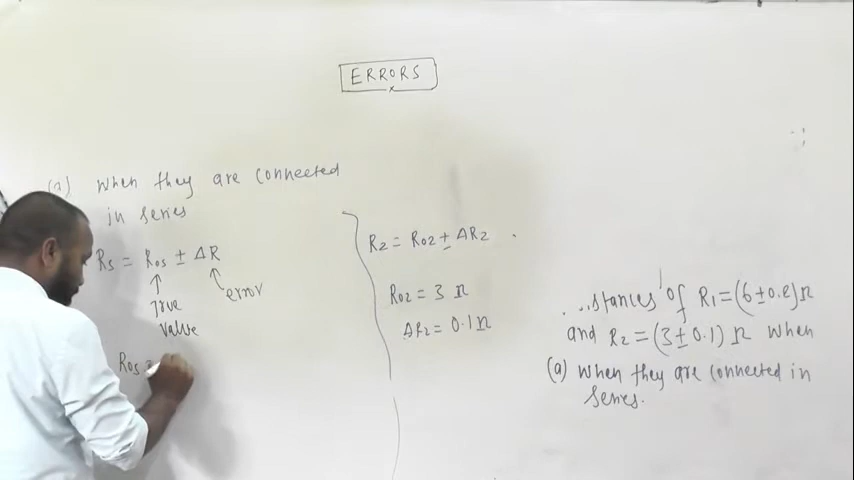 ERRORS
(a) When they are connected
in series
Rs = Ros ± ΔR
error
True
value
Ros =
R2 = Ro2 ± ΔR2
Ro2 = 3 Ω
ΔR2 = 0.1 Ω
stances of R1 = (6 ± 0.2) Ω
and R2 = (3 ± 0.1) Ω when
(a) when they are connected in
series.